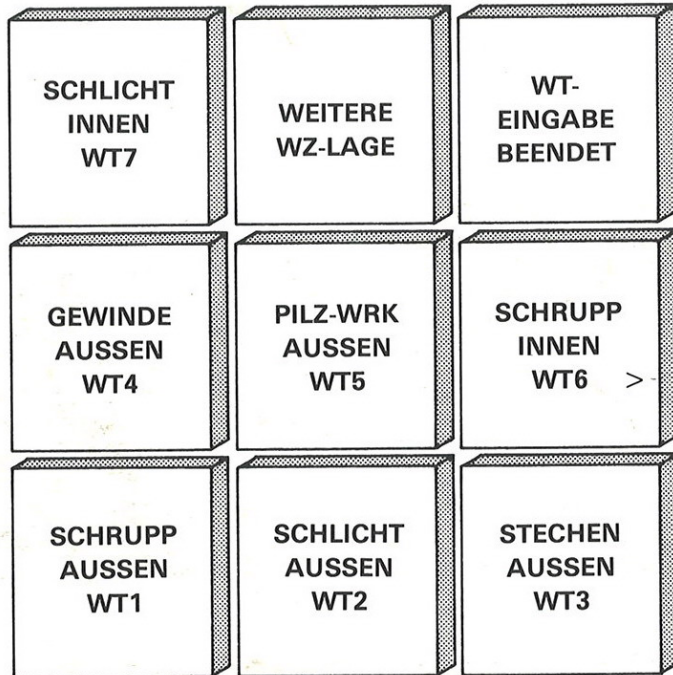 SCHLICHT
INNEN
WT7
WEITERE
WZ-LAGE
WT-
EINGABE
BEENDET
GEWINDE
AUSSEN
WT4
PILZ-WRK
AUSSEN
WT5
SCHRUPP
INNEN
WT6 >
SCHRUPP
AUSSEN
WT1
SCHLICHT
AUSSEN
WT2
STECHEN
AUSSEN
WT3